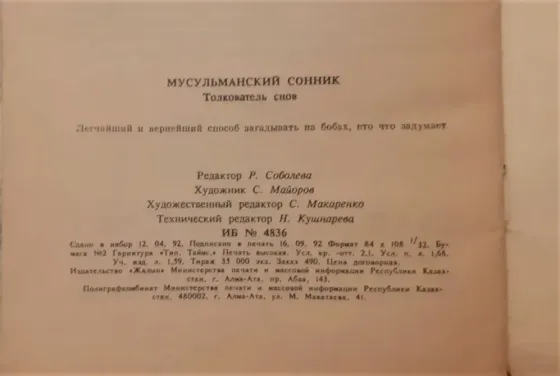 МУСУЛЬМАНСКИЙ СОННИК
Толкователь снов
Легчайший и вернейший способ загадывать на бобах, кто что задумает
Редактор Р. Соболева
Художник С. Майоров
Художественный редактор С. Макаренко
Технический редактор Н. Кушнарева
ИБ № 4836
Сдано в набор 12. 04. 92. Подписано в печать 16. 09. 92 Формат 84 x 108 1/32. Бу-
мага №2 Гарнитура «Тип. Таймс.» Печать высокая. Усл. кр. -отт. 2,1. Усл. п. л. 1,68.
Уч. изд. л. 1,59. Тираж 35 000 экз. Заказ 490. Цена договорная.
Издательство «Жалын» Министерства печати и массовой информации Республики Казах-
стан, г. Алма-Ата, пр. Абая, 143.
Полиграфкомбинат Министерства печати и массовой информации Республики Казах-
стан, 480002, г. Алма-Ата, ул. М. Макатаева, 41.